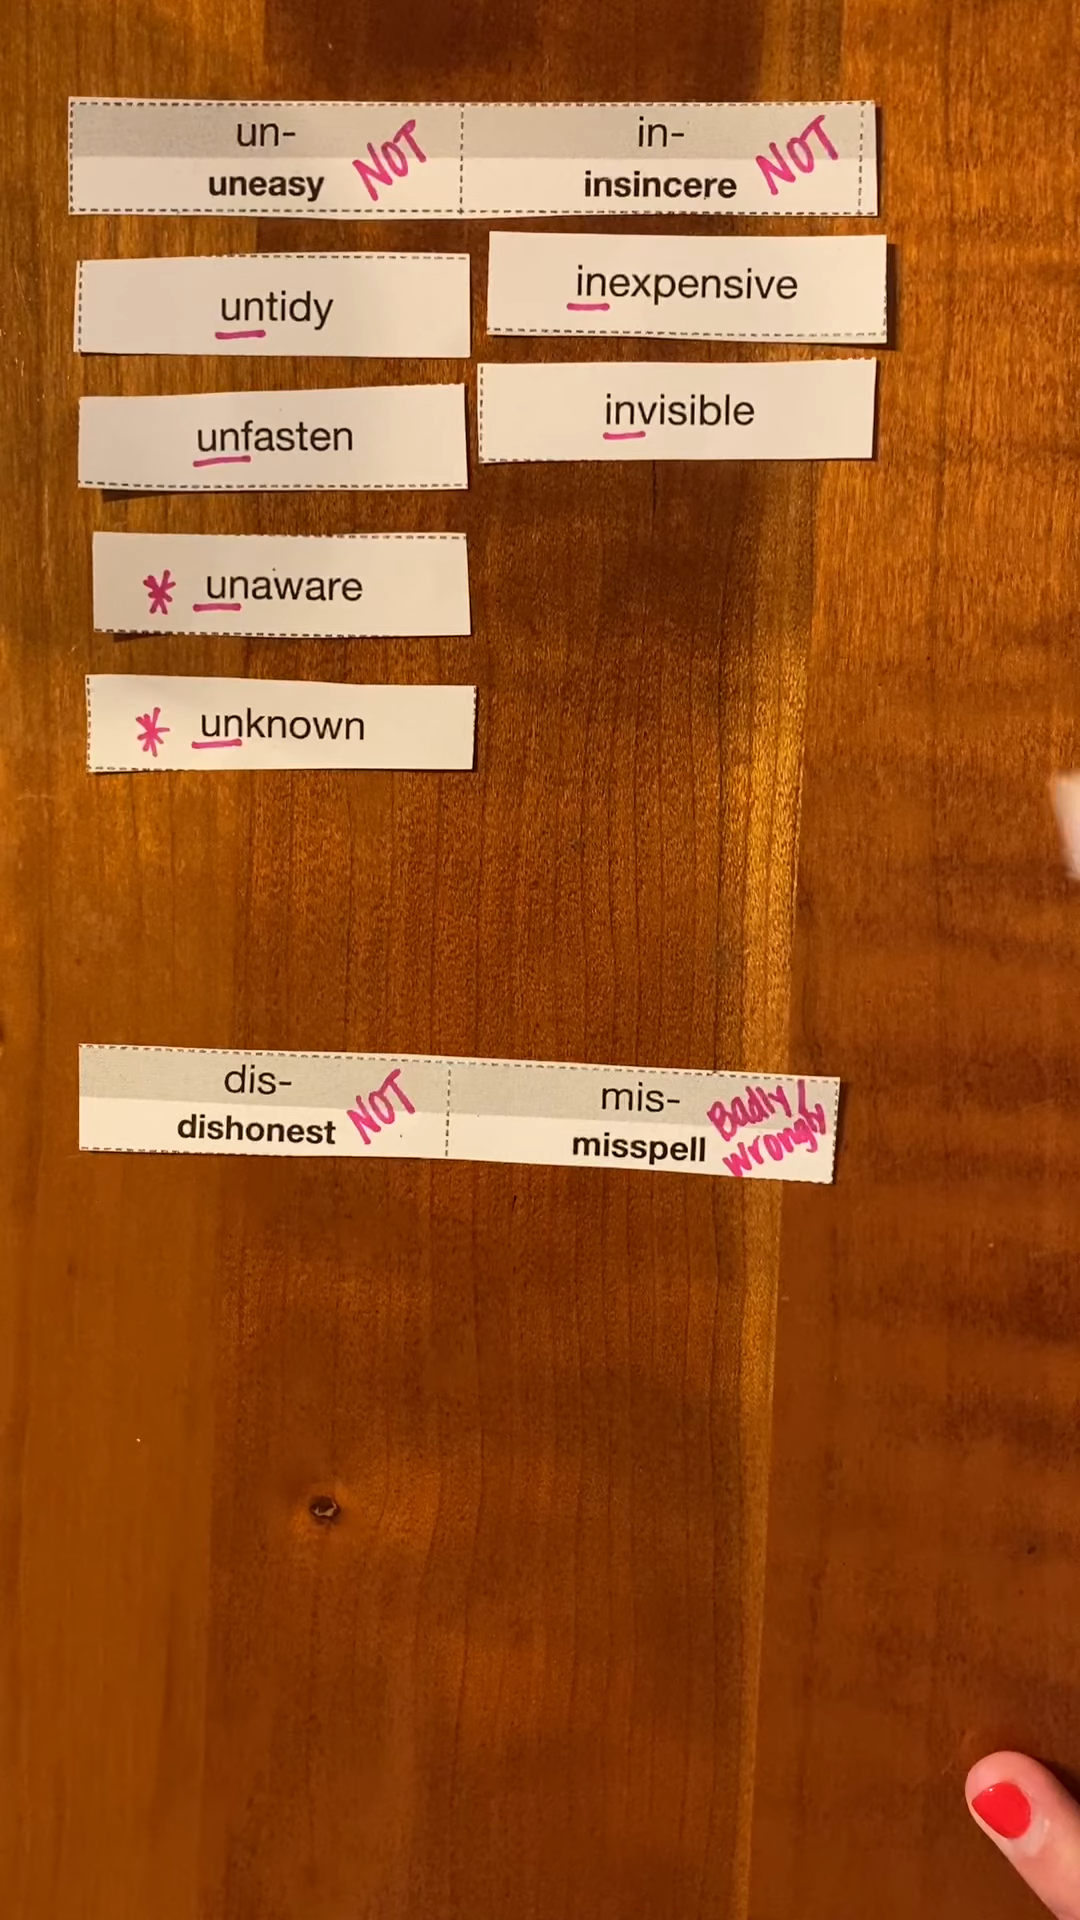 un- NOT in- NOT
uneasy insincere
untidy inexpensive
unfasten invisible
* unaware
* unknown
dis- NOT mis- Badly/
dishonest misspell wrongly